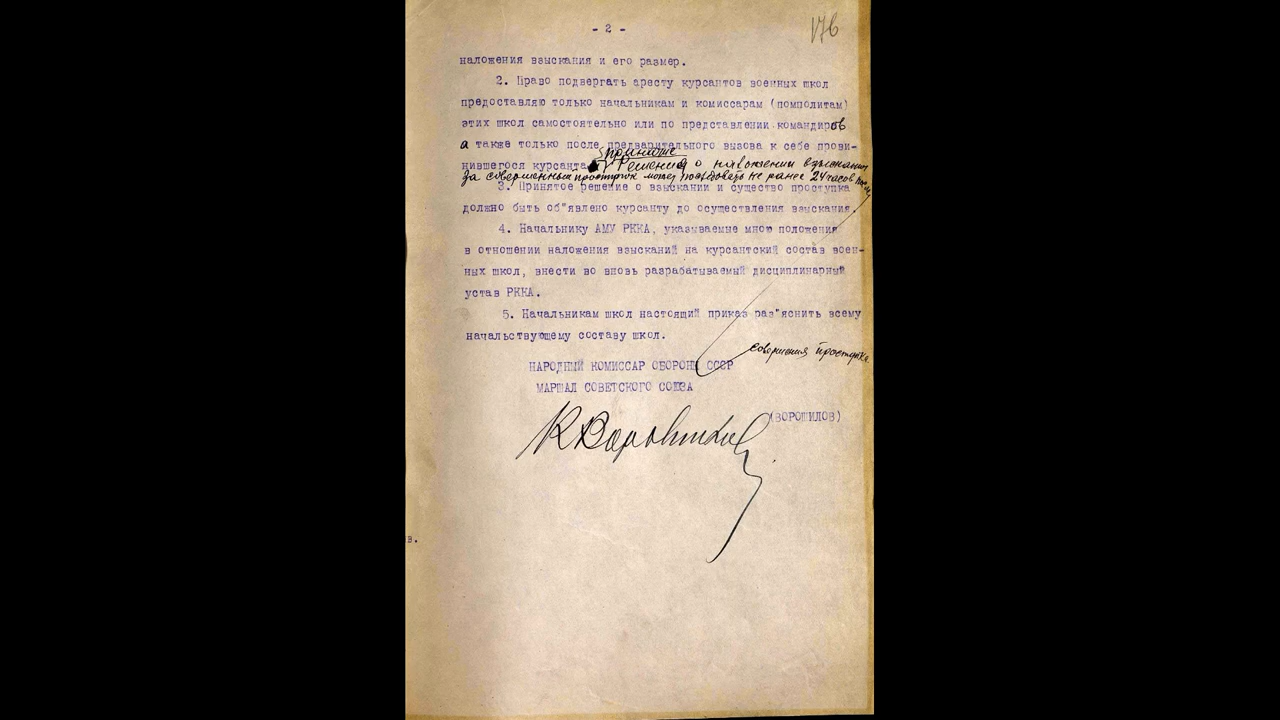 - 2 -
176
наложения взыскания и его размер.
2. Право подвергать аресту курсантов военных школ
предоставляю только начальникам и комиссарам (помполитам)
этих школ самостоятельно или по представлении командиров
а также только после предварительного вызова к себе прови-
нившегося курсанта.
принятие
Решения о наложении взыскания
за совершенный проступок может последовать не ранее 24 часов после
3. Принятое решение о взыскании и существо проступка
должно быть об"явлено курсанту до осуществления взыскания.
4. Начальнику АМУ РККА, указываемые мною положения
в отношении наложения взысканий на курсантский состав воен-
ных школ, внести во вновь разрабатываемый дисциплинарный
устав РККА.
5. Начальникам школ настоящий приказ раз"яснить всему
начальствующему составу школ.
совершения проступка.
НАРОДНЫЙ КОМИССАР ОБОРОНЫ СССР
МАРШАЛ СОВЕТСКОГО СОЮЗА
(ВОРОШИЛОВ)
К Ворошилов
в.